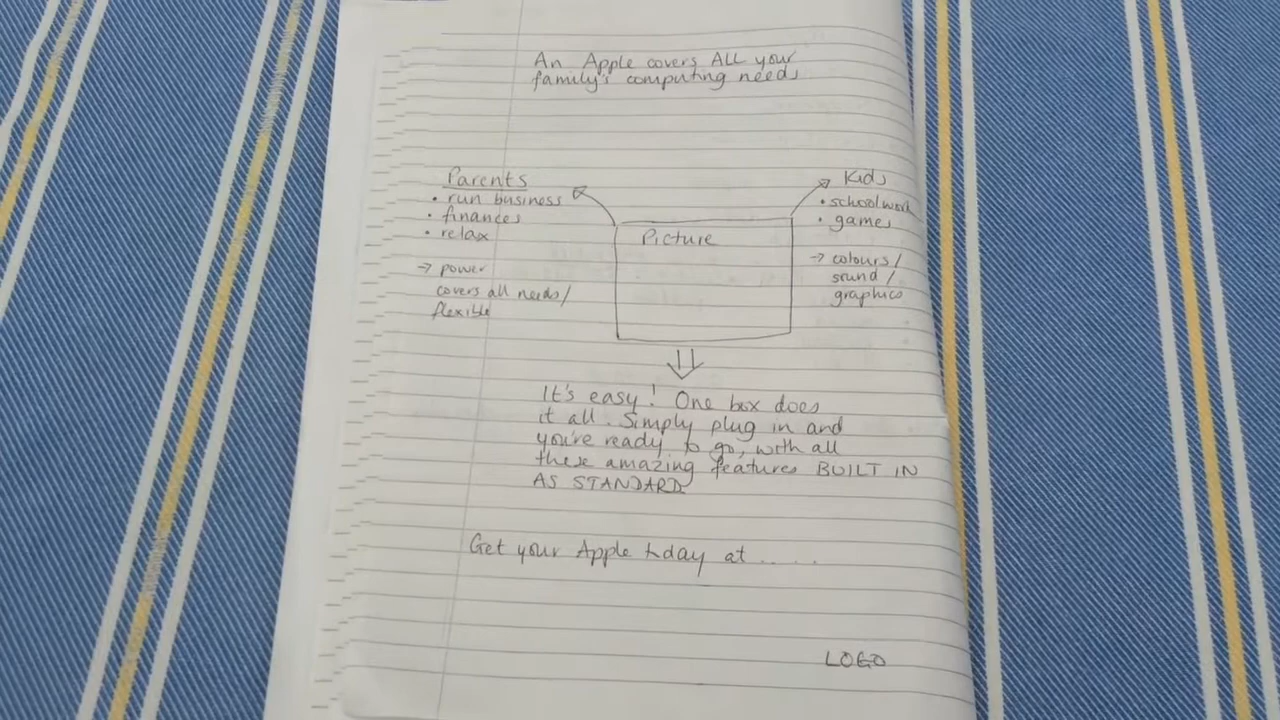 An Apple covers ALL your
family's computing needs
Parents
• run business
• finances
• relax
→ power
covers all needs/
flexible
Picture
Kids
• schoolwork
• games
→ colours/
sound/
graphics
It's easy! One box does
it all. Simply plug in and
you're ready to go, with all
these amazing features BUILT IN
AS STANDARD
Get your Apple today at .....
LOGO